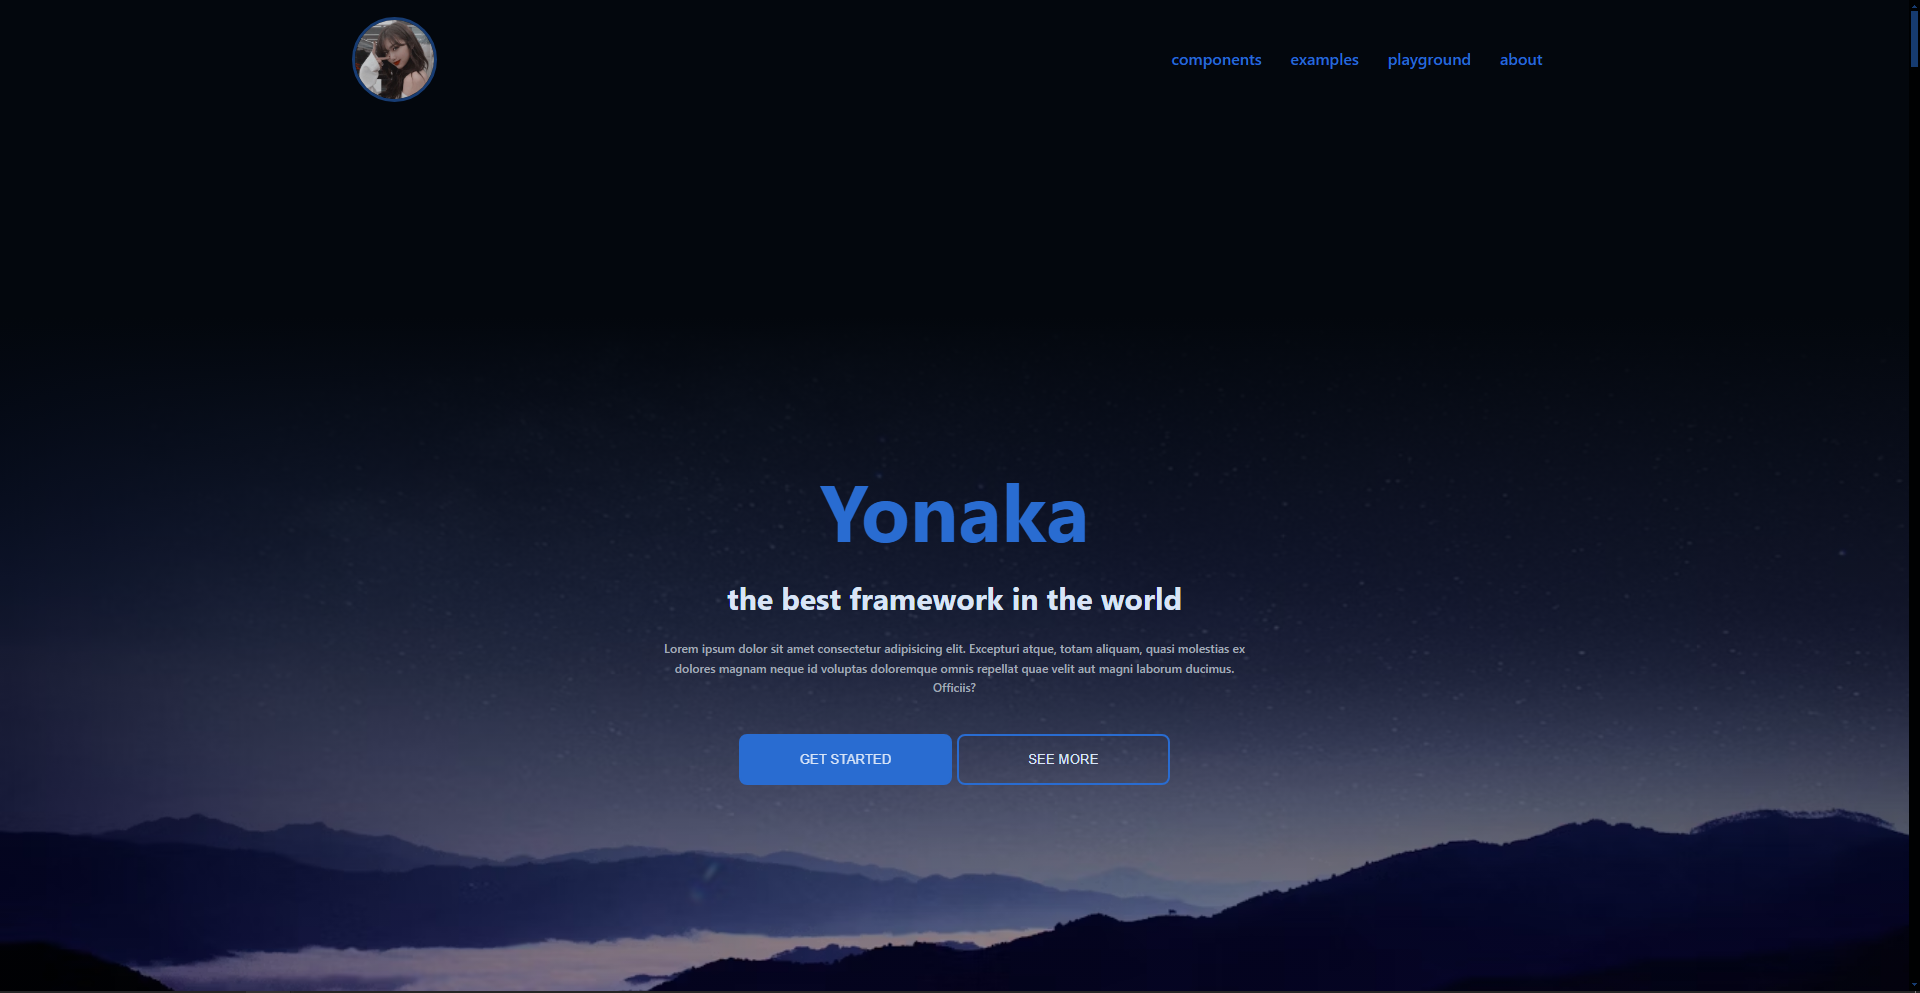 components examples playground about
Yonaka
the best framework in the world
Lorem ipsum dolor sit amet consectetur adipisicing elit. Excepturi atque, totam aliquam, quasi molestias ex
dolores magnam neque id voluptas doloremque omnis repellat quae velit aut magni laborum ducimus.
Officiis?
GET STARTED SEE MORE